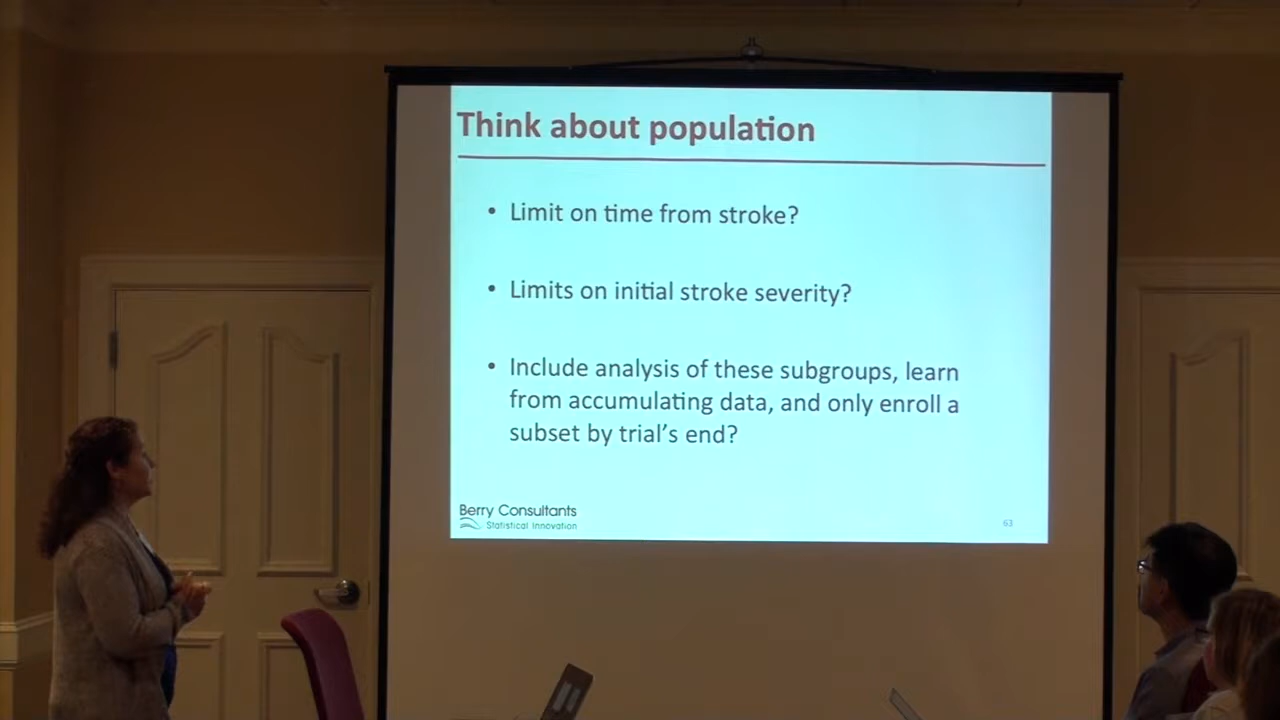 Think about population
• Limit on time from stroke?
• Limits on initial stroke severity?
• Include analysis of these subgroups, learn
from accumulating data, and only enroll a
subset by trial's end?
Berry Consultants
Statistical Innovation
63